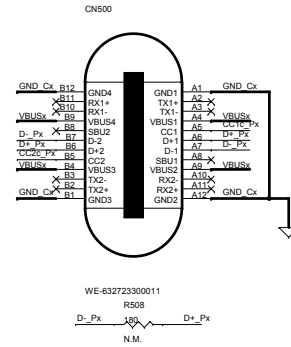 CN500
GND_Cx B12 GND4 GND1 A1 GND_Cx
B11 RX1+ TX1+ A2
B10 RX1- TX1- A3
VBUSx B9 VBUS4 VBUS1 A4 VBUSx
B8 SBU2 CC1 A5 CC1c_Px
D-_Px B7 D-2 D+1 A6 D+_Px
D+_Px B6 D+2 D-1 A7 D-_Px
CC2c_Px B5 CC2 SBU1 A8
VBUSx B4 VBUS3 VBUS2 A9 VBUSx
B3 TX2- RX2- A10
B2 TX2+ RX2+ A11
GND_Cx B1 GND3 GND2 A12 GND_Cx
WE-632723300011
R508
D-_Px 180 D+_Px
N.M.